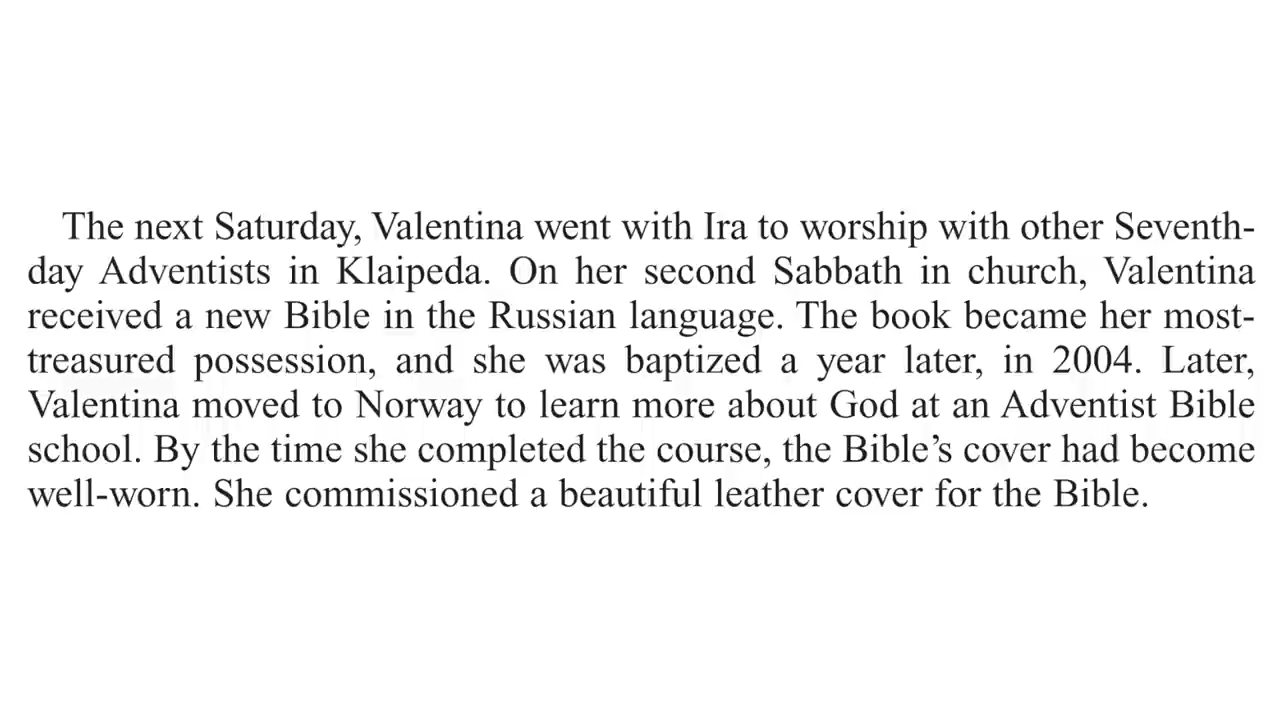 The next Saturday, Valentina went with Ira to worship with other Seventh-
day Adventists in Klaipeda. On her second Sabbath in church, Valentina
received a new Bible in the Russian language. The book became her most-
treasured possession, and she was baptized a year later, in 2004. Later,
Valentina moved to Norway to learn more about God at an Adventist Bible
school. By the time she completed the course, the Bible’s cover had become
well-worn. She commissioned a beautiful leather cover for the Bible.